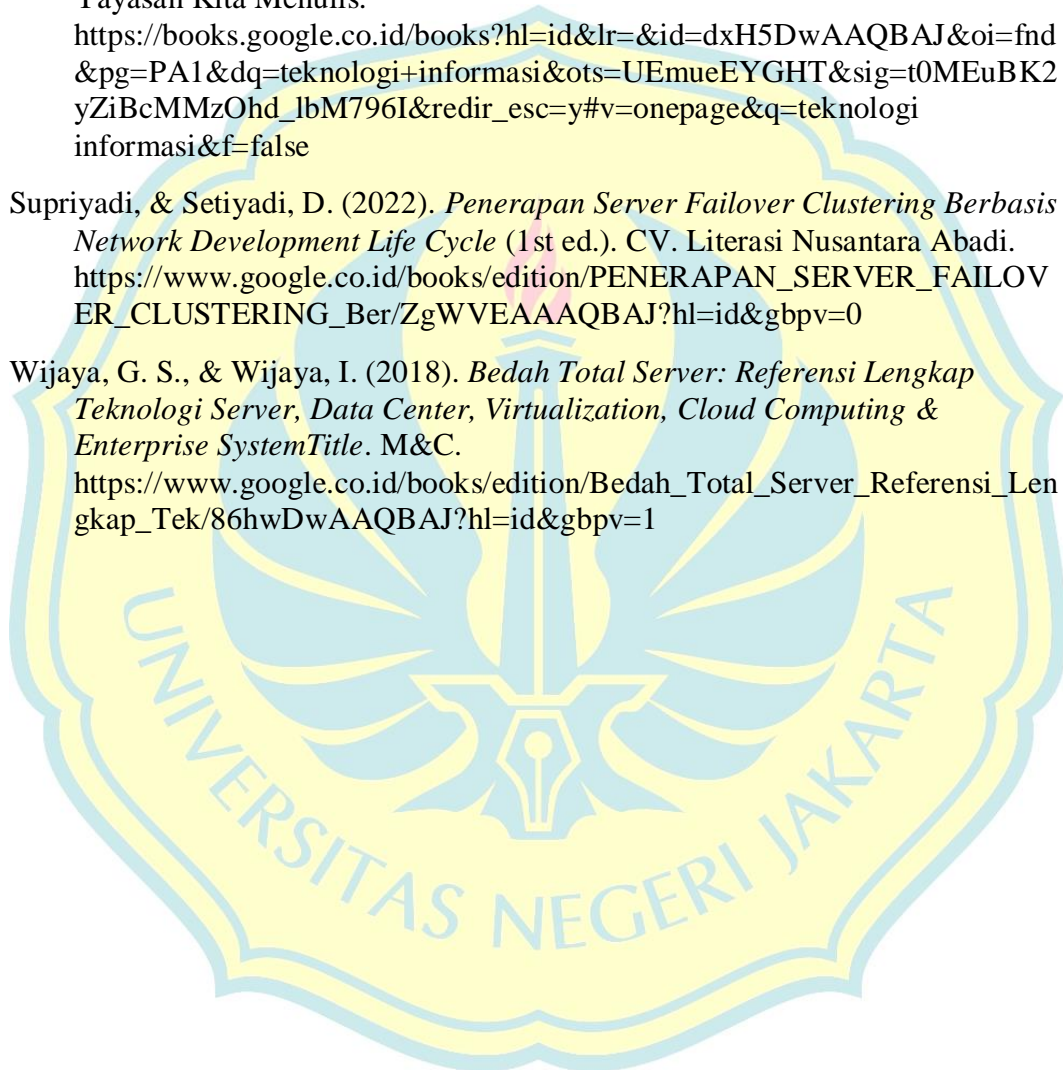 Yayasan Kita Menulis.
https://books.google.co.id/books?hl=id&lr=&id=dxH5DwAAQBAJ&oi=fnd
&pg=PA1&dq=teknologi+informasi&ots=UEmueEYGHT&sig=t0MEuBK2
yZiBcMMzOhd_lbM796I&redir_esc=y#v=onepage&q=teknologi
informasi&f=false
Supriyadi, & Setiyadi, D. (2022). Penerapan Server Failover Clustering Berbasis
Network Development Life Cycle (1st ed.). CV. Literasi Nusantara Abadi.
https://www.google.co.id/books/edition/PENERAPAN_SERVER_FAILOV
ER_CLUSTERING_Ber/ZgWVEAAAQBAJ?hl=id&gbpv=0
Wijaya, G. S., & Wijaya, I. (2018). Bedah Total Server: Referensi Lengkap
Teknologi Server, Data Center, Virtualization, Cloud Computing &
Enterprise SystemTitle. M&C.
https://www.google.co.id/books/edition/Bedah_Total_Server_Referensi_Len
gkap_Tek/86hwDwAAQBAJ?hl=id&gbpv=1
UNIVERSITAS NEGERI JAKARTA